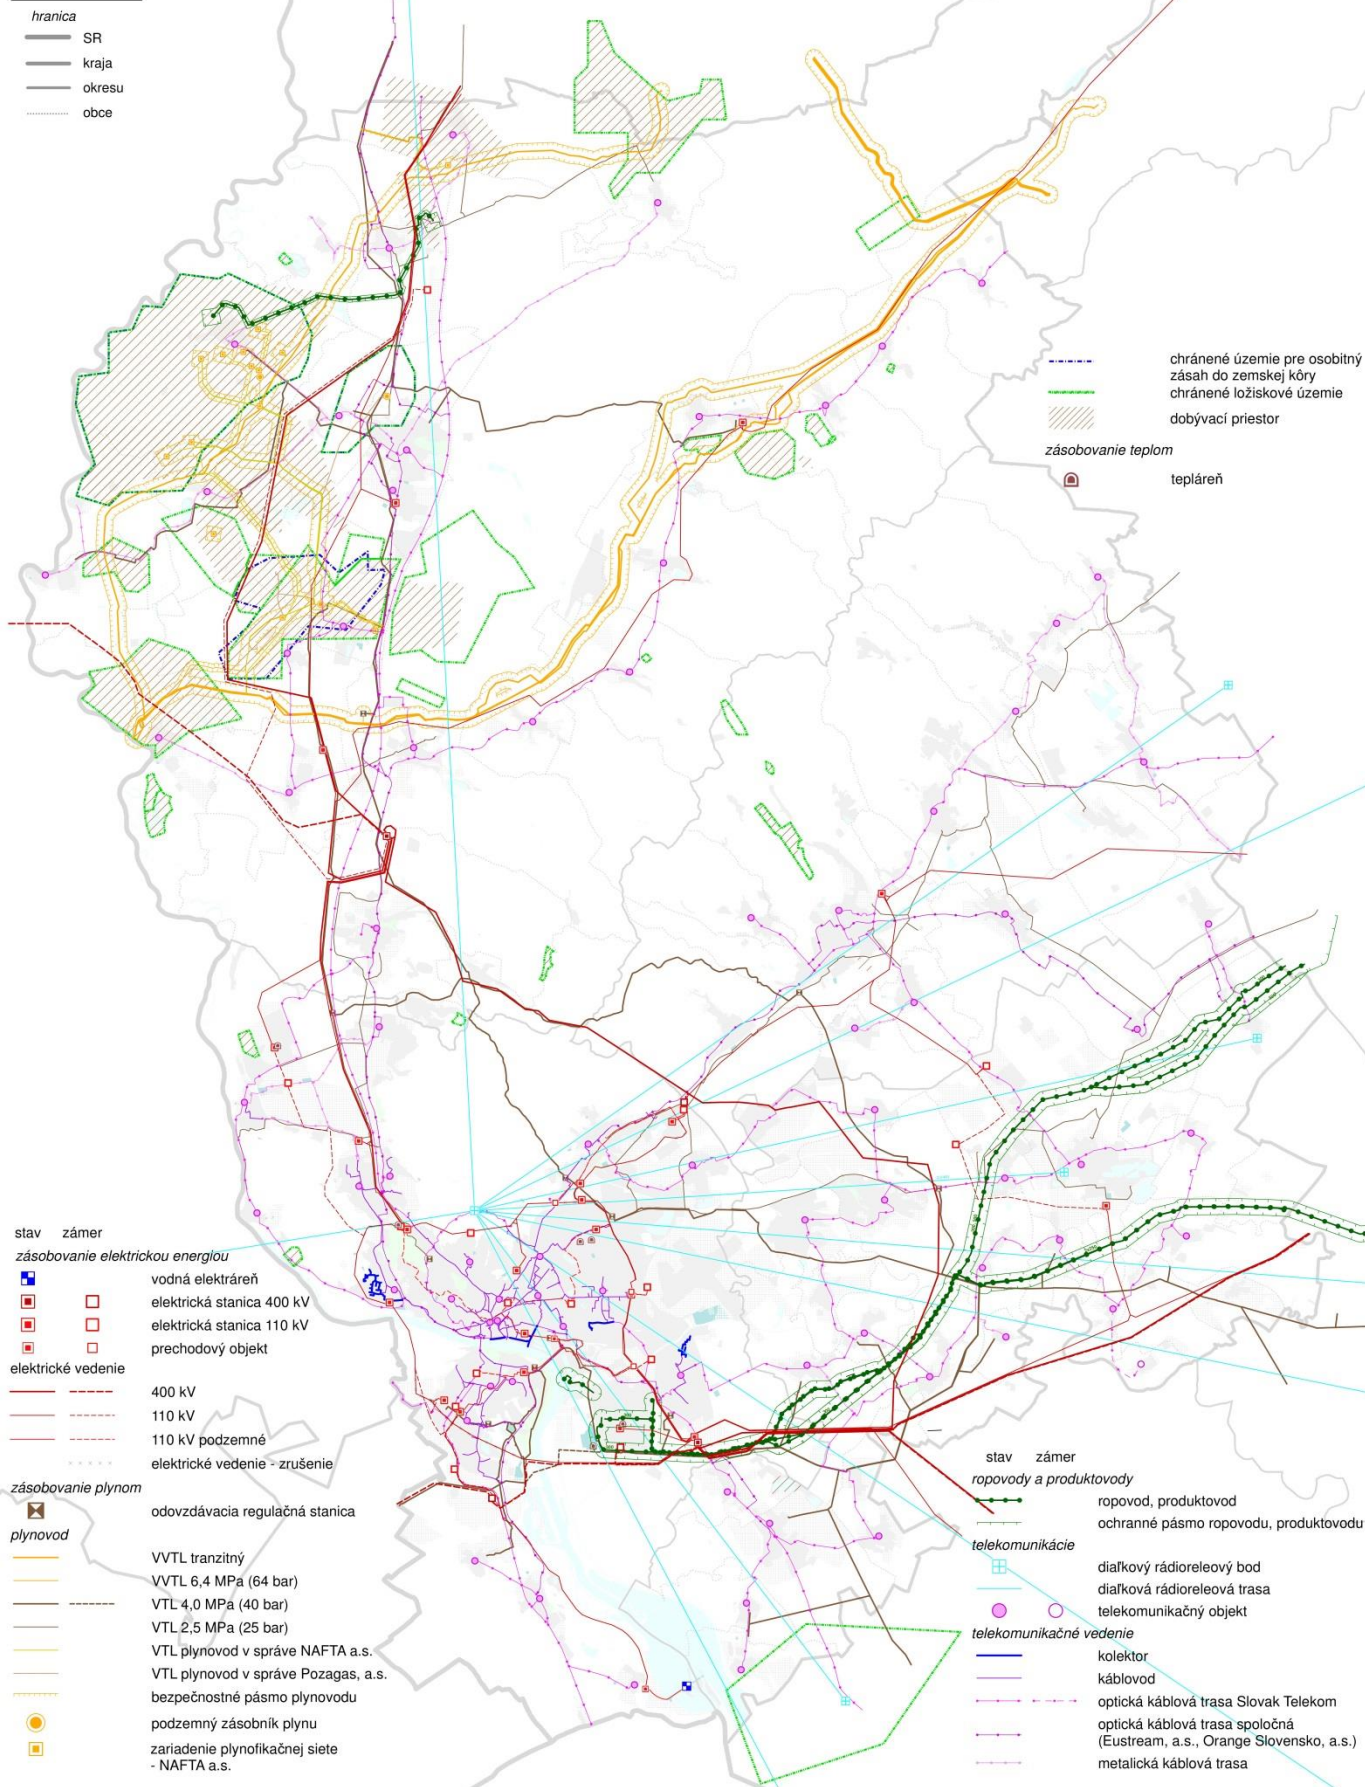 hranica
SR
kraja
okresu
obce
chránené územie pre osobitný
zásah do zemskej kôry
chránené ložiskové územie
dobývací priestor
zásobovanie teplom
tepláreň
stav zámer
zásobovanie elektrickou energiou
vodná elektráreň
elektrická stanica 400 kV
elektrická stanica 110 kV
prechodový objekt
elektrické vedenie
400 kV
110 kV
110 kV podzemné
elektrické vedenie - zrušenie
zásobovanie plynom
odovzdávacia regulačná stanica
plynovod
VVTL tranzitný
VVTL 6,4 MPa (64 bar)
VTL 4,0 MPa (40 bar)
VTL 2,5 MPa (25 bar)
VTL plynovod v správe NAFTA a.s.
VTL plynovod v správe Pozagas, a.s.
bezpečnostné pásmo plynovodu
podzemný zásobník plynu
zariadenie plynofikačnej siete
- NAFTA a.s.
stav zámer
ropovody a produktovody
ropovod, produktovod
ochranné pásmo ropovodu, produktovodu
telekomunikácie
diaľkový rádioreleový bod
diaľková rádioreleová trasa
telekomunikačný objekt
telekomunikačné vedenie
kolektor
káblovod
optická káblová trasa Slovak Telekom
optická káblová trasa spoločná
(Eustream, a.s., Orange Slovensko, a.s.)
metalická káblová trasa